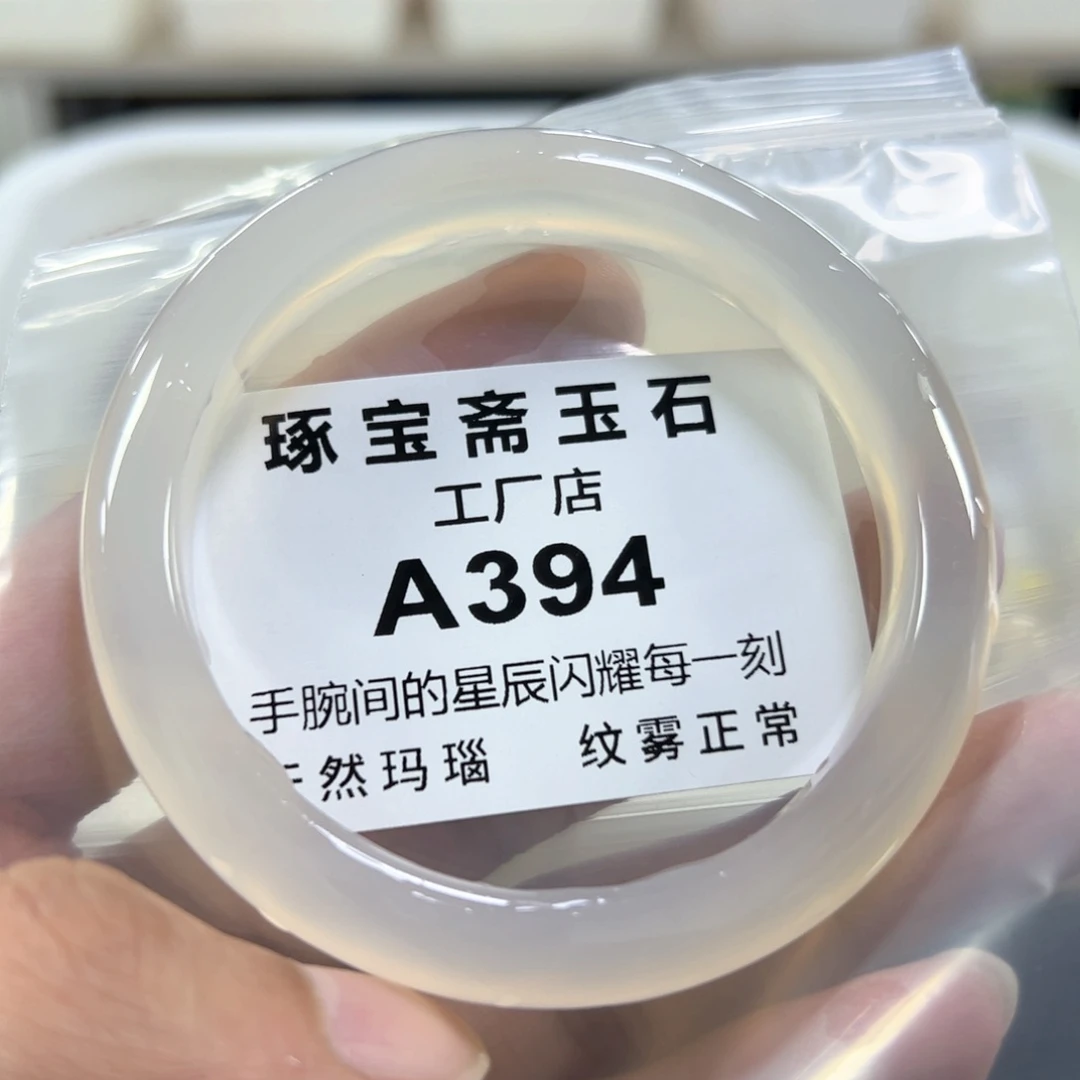 琢宝斋玉石
工厂店
A394
手腕间的星辰闪耀每一刻
天然玛瑙 纹雾正常